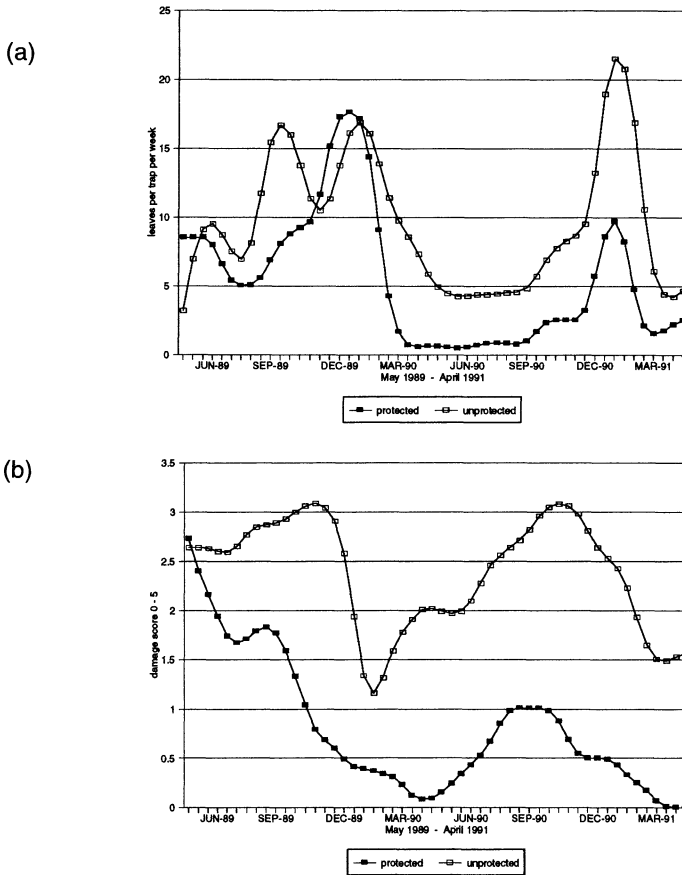 (a)
25
20
15
10
5
0
leaves per trap per week
JUN-89 SEP-89 DEC-89 MAR-90 JUN-90 SEP-90 DEC-90 MAR-91
May 1989 - April 1991
protected unprotected
(b)
3.5
3
2.5
2
1.5
1
0.5
0
damage score 0 - 5
JUN-89 SEP-89 DEC-89 MAR-90 JUN-90 SEP-90 DEC-90 MAR-91
May 1989 - April 1991
protected unprotected